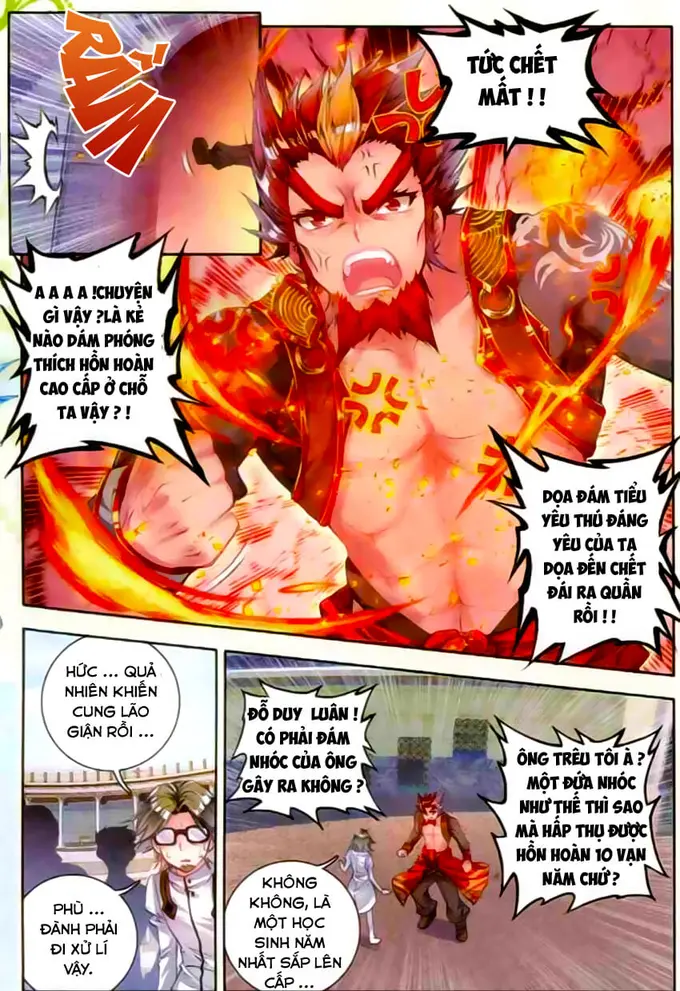 RẦM
TỨC CHẾT
MẤT ! !
A A A A !CHUYỆN
GÌ VẬY ?LÀ KẺ
NÀO DÁM PHÓNG
THÍCH HỒN HOÀN
CAO CẤP Ở CHỖ
TA VẬY ? !
DỌA ĐÁM TIỂU
YÊU THÚ ĐÁNG
YÊU CỦA TA
DỌA ĐẾN CHẾT
ĐÁI RA QUẦN
RỒI ! !
HỨC ... QUẢ
NHIÊN KHIẾN
CUNG LÃO
GIẬN RỒI ...
PHÙ ...
ĐÀNH PHẢI
ĐI XỬ LÍ
VẬY.
ĐỖ DUY LUÂN !
CÓ PHẢI ĐÁM
NHÓC CỦA ÔNG
GÂY RA KHÔNG ?
ÔNG TRÊU TÔI À ?
MỘT ĐỨA NHÓC
NHƯ THẾ THÌ SAO
MÀ HẤP THỤ ĐƯỢC
HỒN HOÀN 10 VẠN
NĂM CHỨ ?
KHÔNG
KHÔNG, LÀ
MỘT HỌC
SINH NĂM
NHẤT SẮP LÊN
CẤP ...